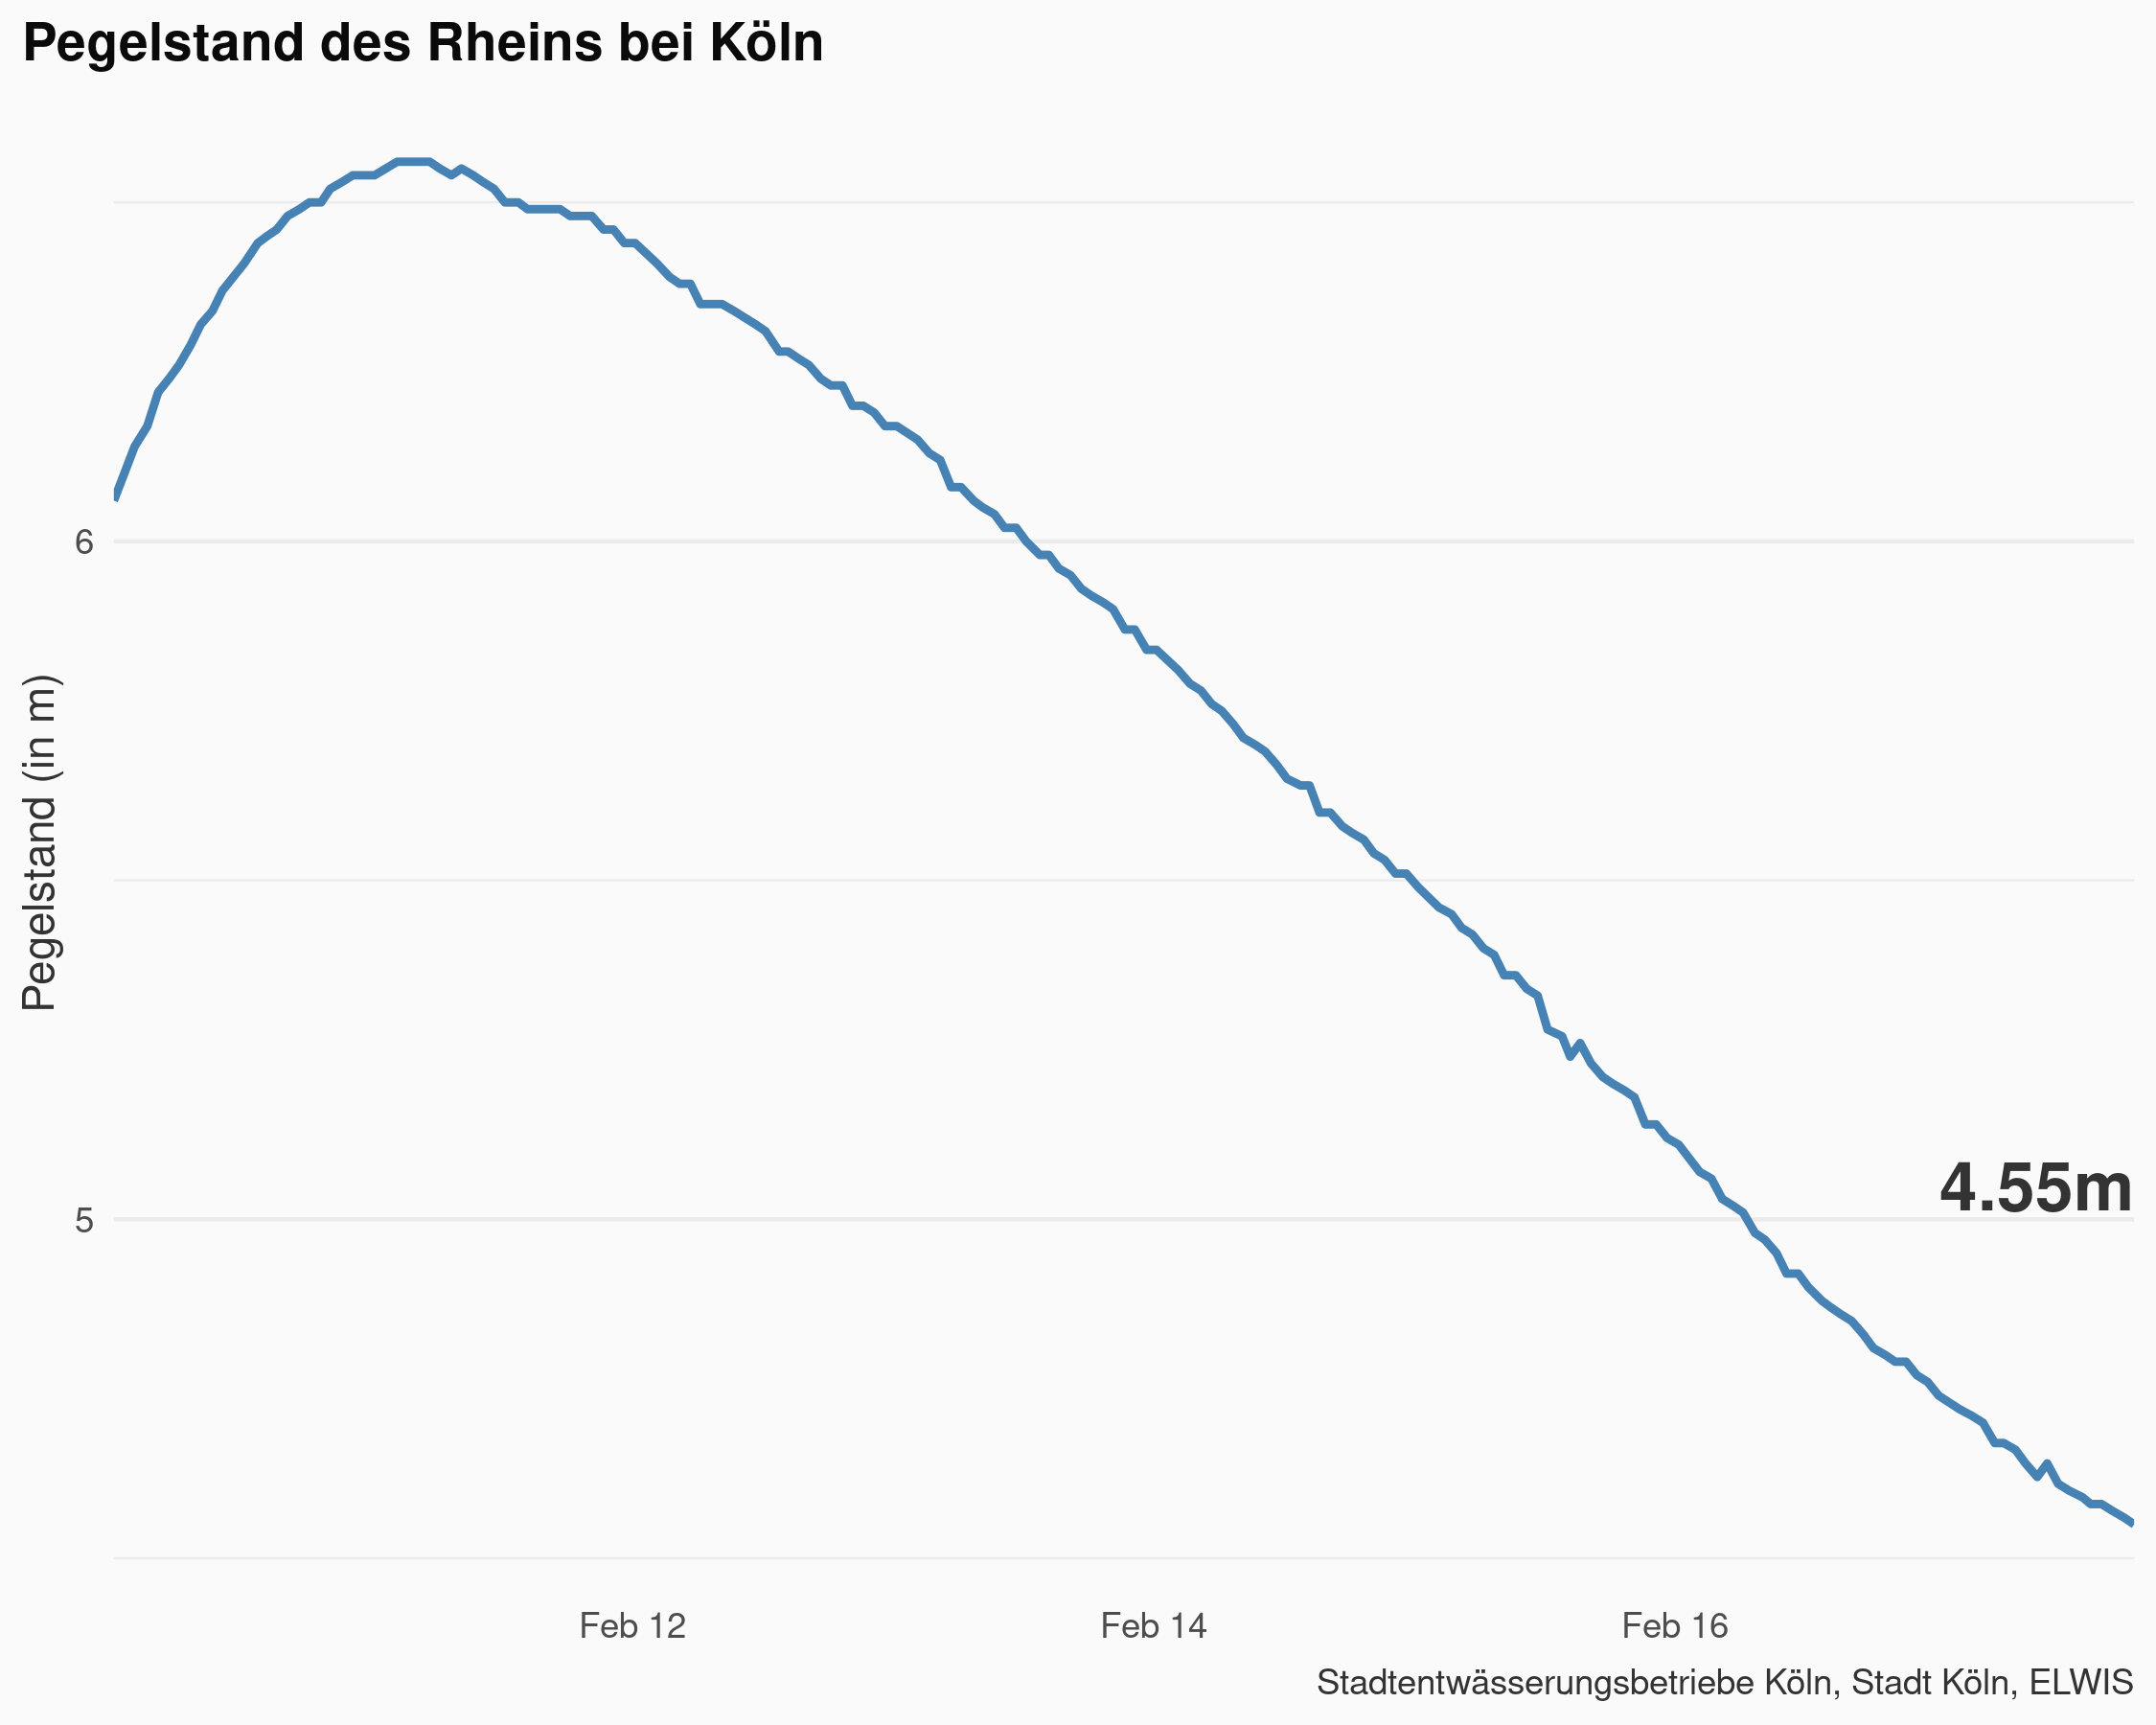 Pegelstand des Rheins bei Köln
Pegelstand (in m)
6
5
4.55m
Feb 12
Feb 14
Feb 16
Stadtentwässerungsbetriebe Köln, Stadt Köln, ELWIS